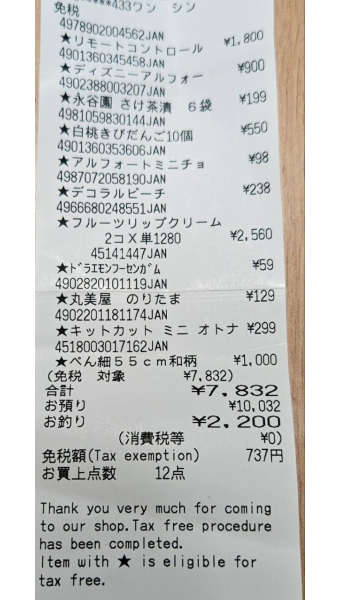 ****433ワン シン
免税
4978902004562JAN
★リモートコントロール ¥1,800
4901360345458JAN
★ディズニーアルフォー ¥900
4902388003207JAN
★永谷園 さけ茶漬 6袋 ¥199
4981059830144JAN
★白桃きびだんご10個 ¥550
4901360353606JAN
★アルフォートミニチョ ¥98
4987072058190JAN
★デコラルピーチ ¥238
4966680248551JAN
★フルーツリップクリーム
2コX単1280 ¥2,560
45141447JAN
★ドラエモンフーセンガム ¥59
4902820101119JAN
★丸美屋 のりたま ¥129
4902201181174JAN
★キットカット ミニ オトナ ¥299
4518003017162JAN
★ぺん細55cm和柄 ¥1,000
(免税 対象 ¥7,832)
合計 ¥7,832
お預り ¥10,032
お釣り ¥2,200
(消費税等 ¥0)
免税額(Tax exemption) 737円
お買上点数 12点
Thank you very much for coming
to our shop.Tax free procedure
has been completed.
Item with ★ is eligible for
tax free.